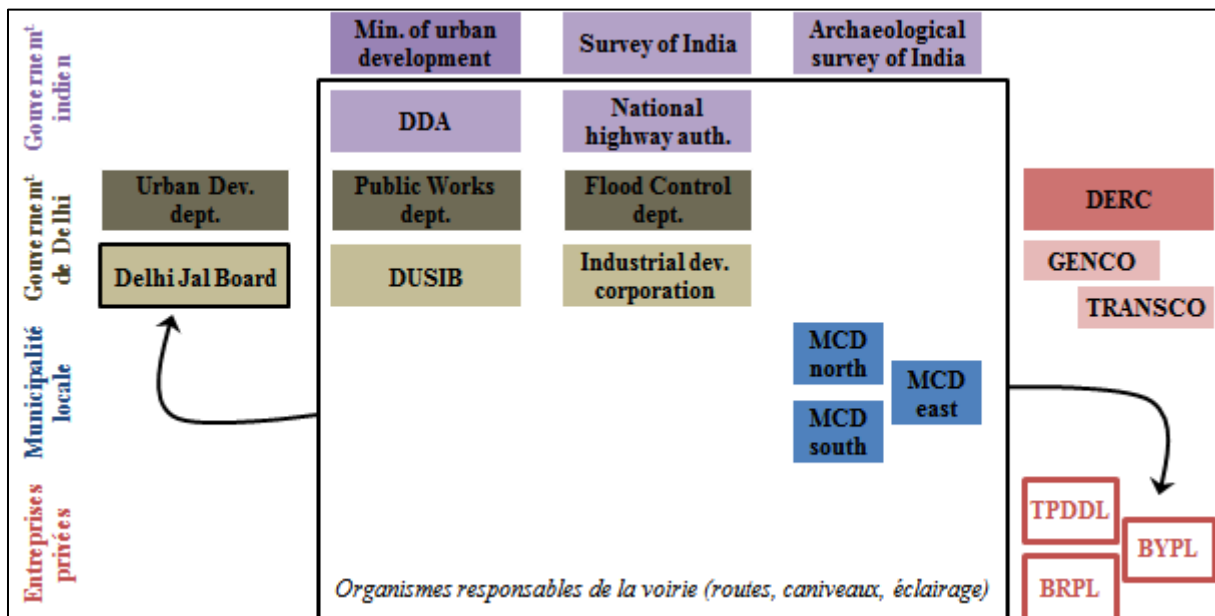 Gouvernemᵗ
indien
Min. of urban
development
Survey of India
Archaeological
survey of India
DDA
National
highway auth.
Gouvernemᵗ
de Delhi
Urban Dev.
dept.
Public Works
dept.
Flood Control
dept.
DERC
Delhi Jal Board
DUSIB
Industrial dev.
corporation
GENCO
TRANSCO
Municipalité
locale
MCD
north
MCD
east
MCD
south
Entreprises
privées
TPDDL
BYPL
BRPL
Organismes responsables de la voirie (routes, caniveaux, éclairage)